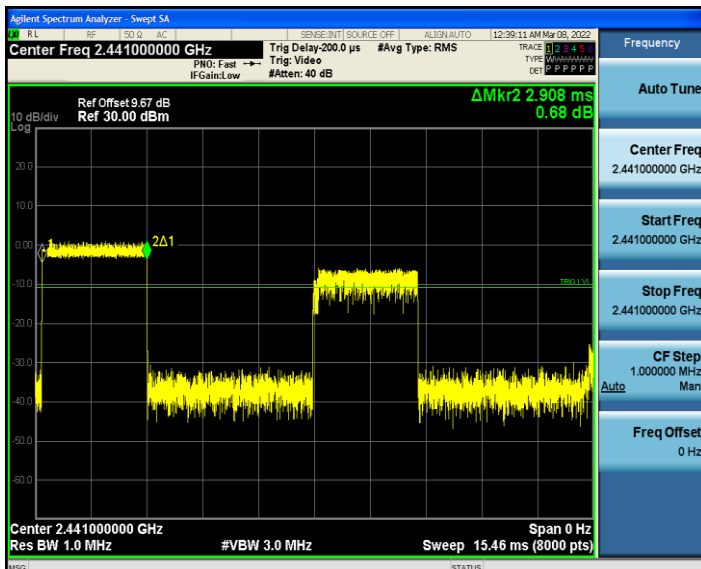 Agilent Spectrum Analyzer - Swept SA
LXI RL RF 50 Ω AC SENSE:INT SOURCE OFF ALIGN AUTO 12:39:11 AM Mar 08, 2022
Center Freq 2.441000000 GHz
PNO: Fast
IFGain:Low
Trig Delay-200.0 µs
Trig: Video
#Atten: 40 dB
#Avg Type: RMS
TRACE 1 2 3 4 5 6
TYPE W
DET P P P P P P
Ref Offset 9.67 dB
10 dB/div Ref 30.00 dBm
Log
ΔMkr2 2.908 ms
0.68 dB
20.0
10.0
0.00
-10.0
-20.0
-30.0
-40.0
-50.0
-60.0
1
2Δ1
TRIG LVL
Center 2.441000000 GHz Span 0 Hz
Res BW 1.0 MHz #VBW 3.0 MHz Sweep 15.46 ms (8000 pts)
MSG STATUS
Frequency
Auto Tune
Center Freq
2.441000000 GHz
Start Freq
2.441000000 GHz
Stop Freq
2.441000000 GHz
CF Step
1.000000 MHz
Auto Man
Freq Offset
0 Hz